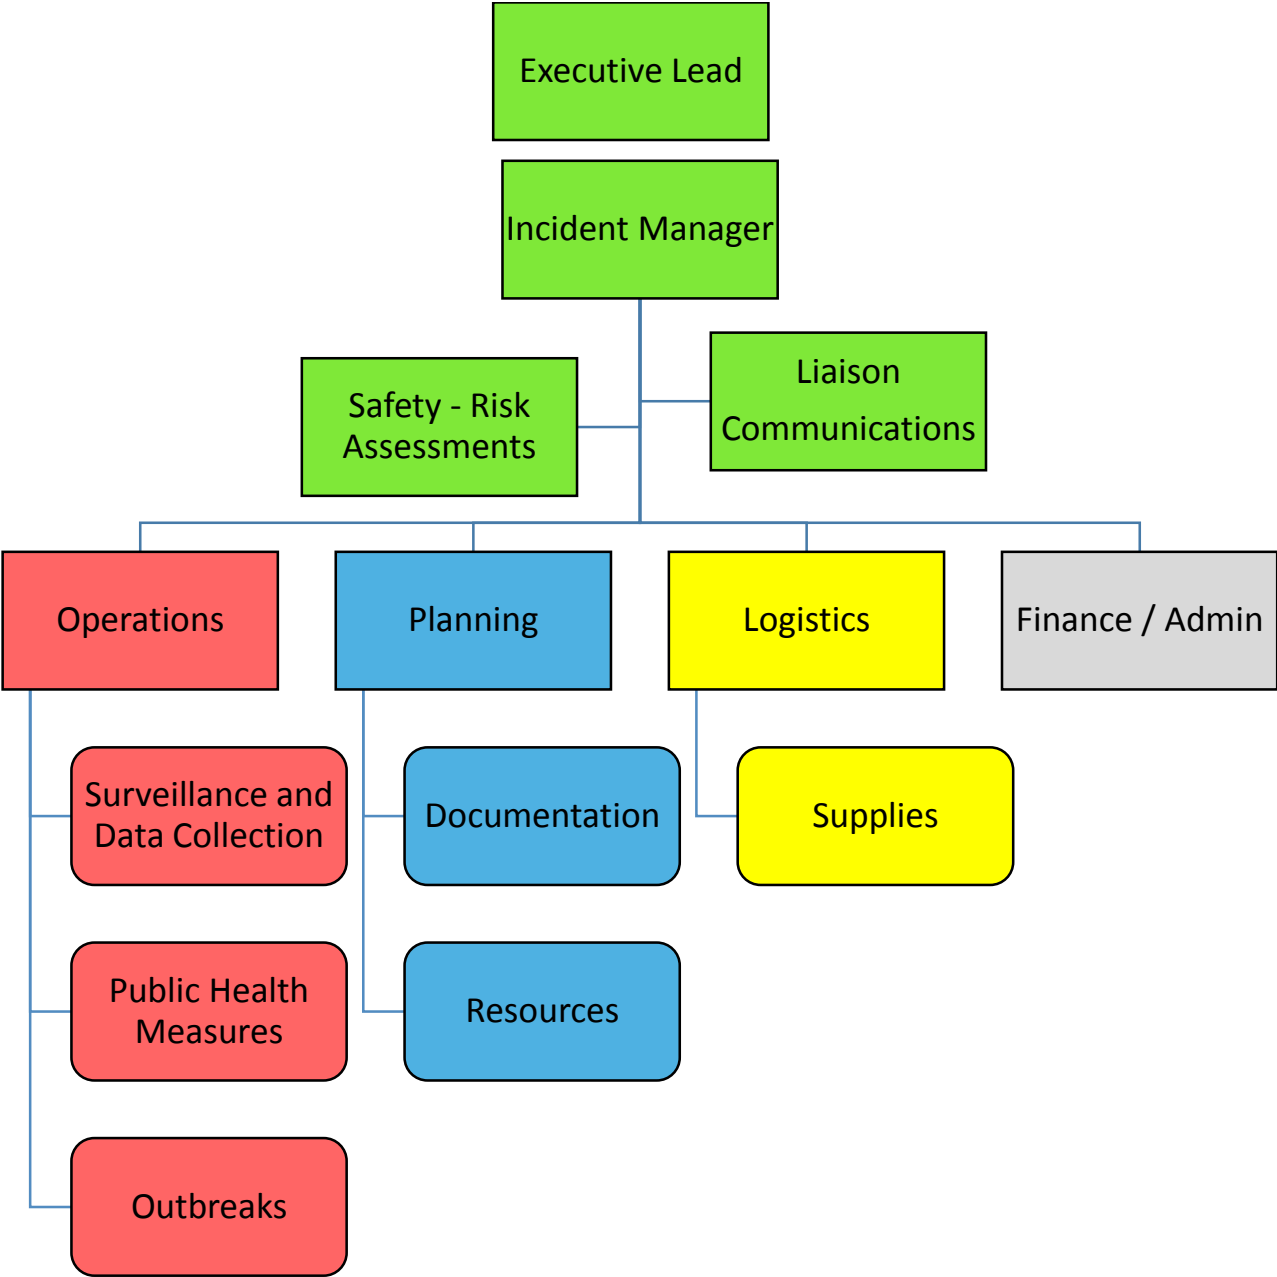 Executive Lead
Incident Manager
Safety - Risk
Assessments
Liaison
Communications
Operations
Planning
Logistics
Finance / Admin
Surveillance and
Data Collection
Documentation
Supplies
Public Health
Measures
Resources
Outbreaks